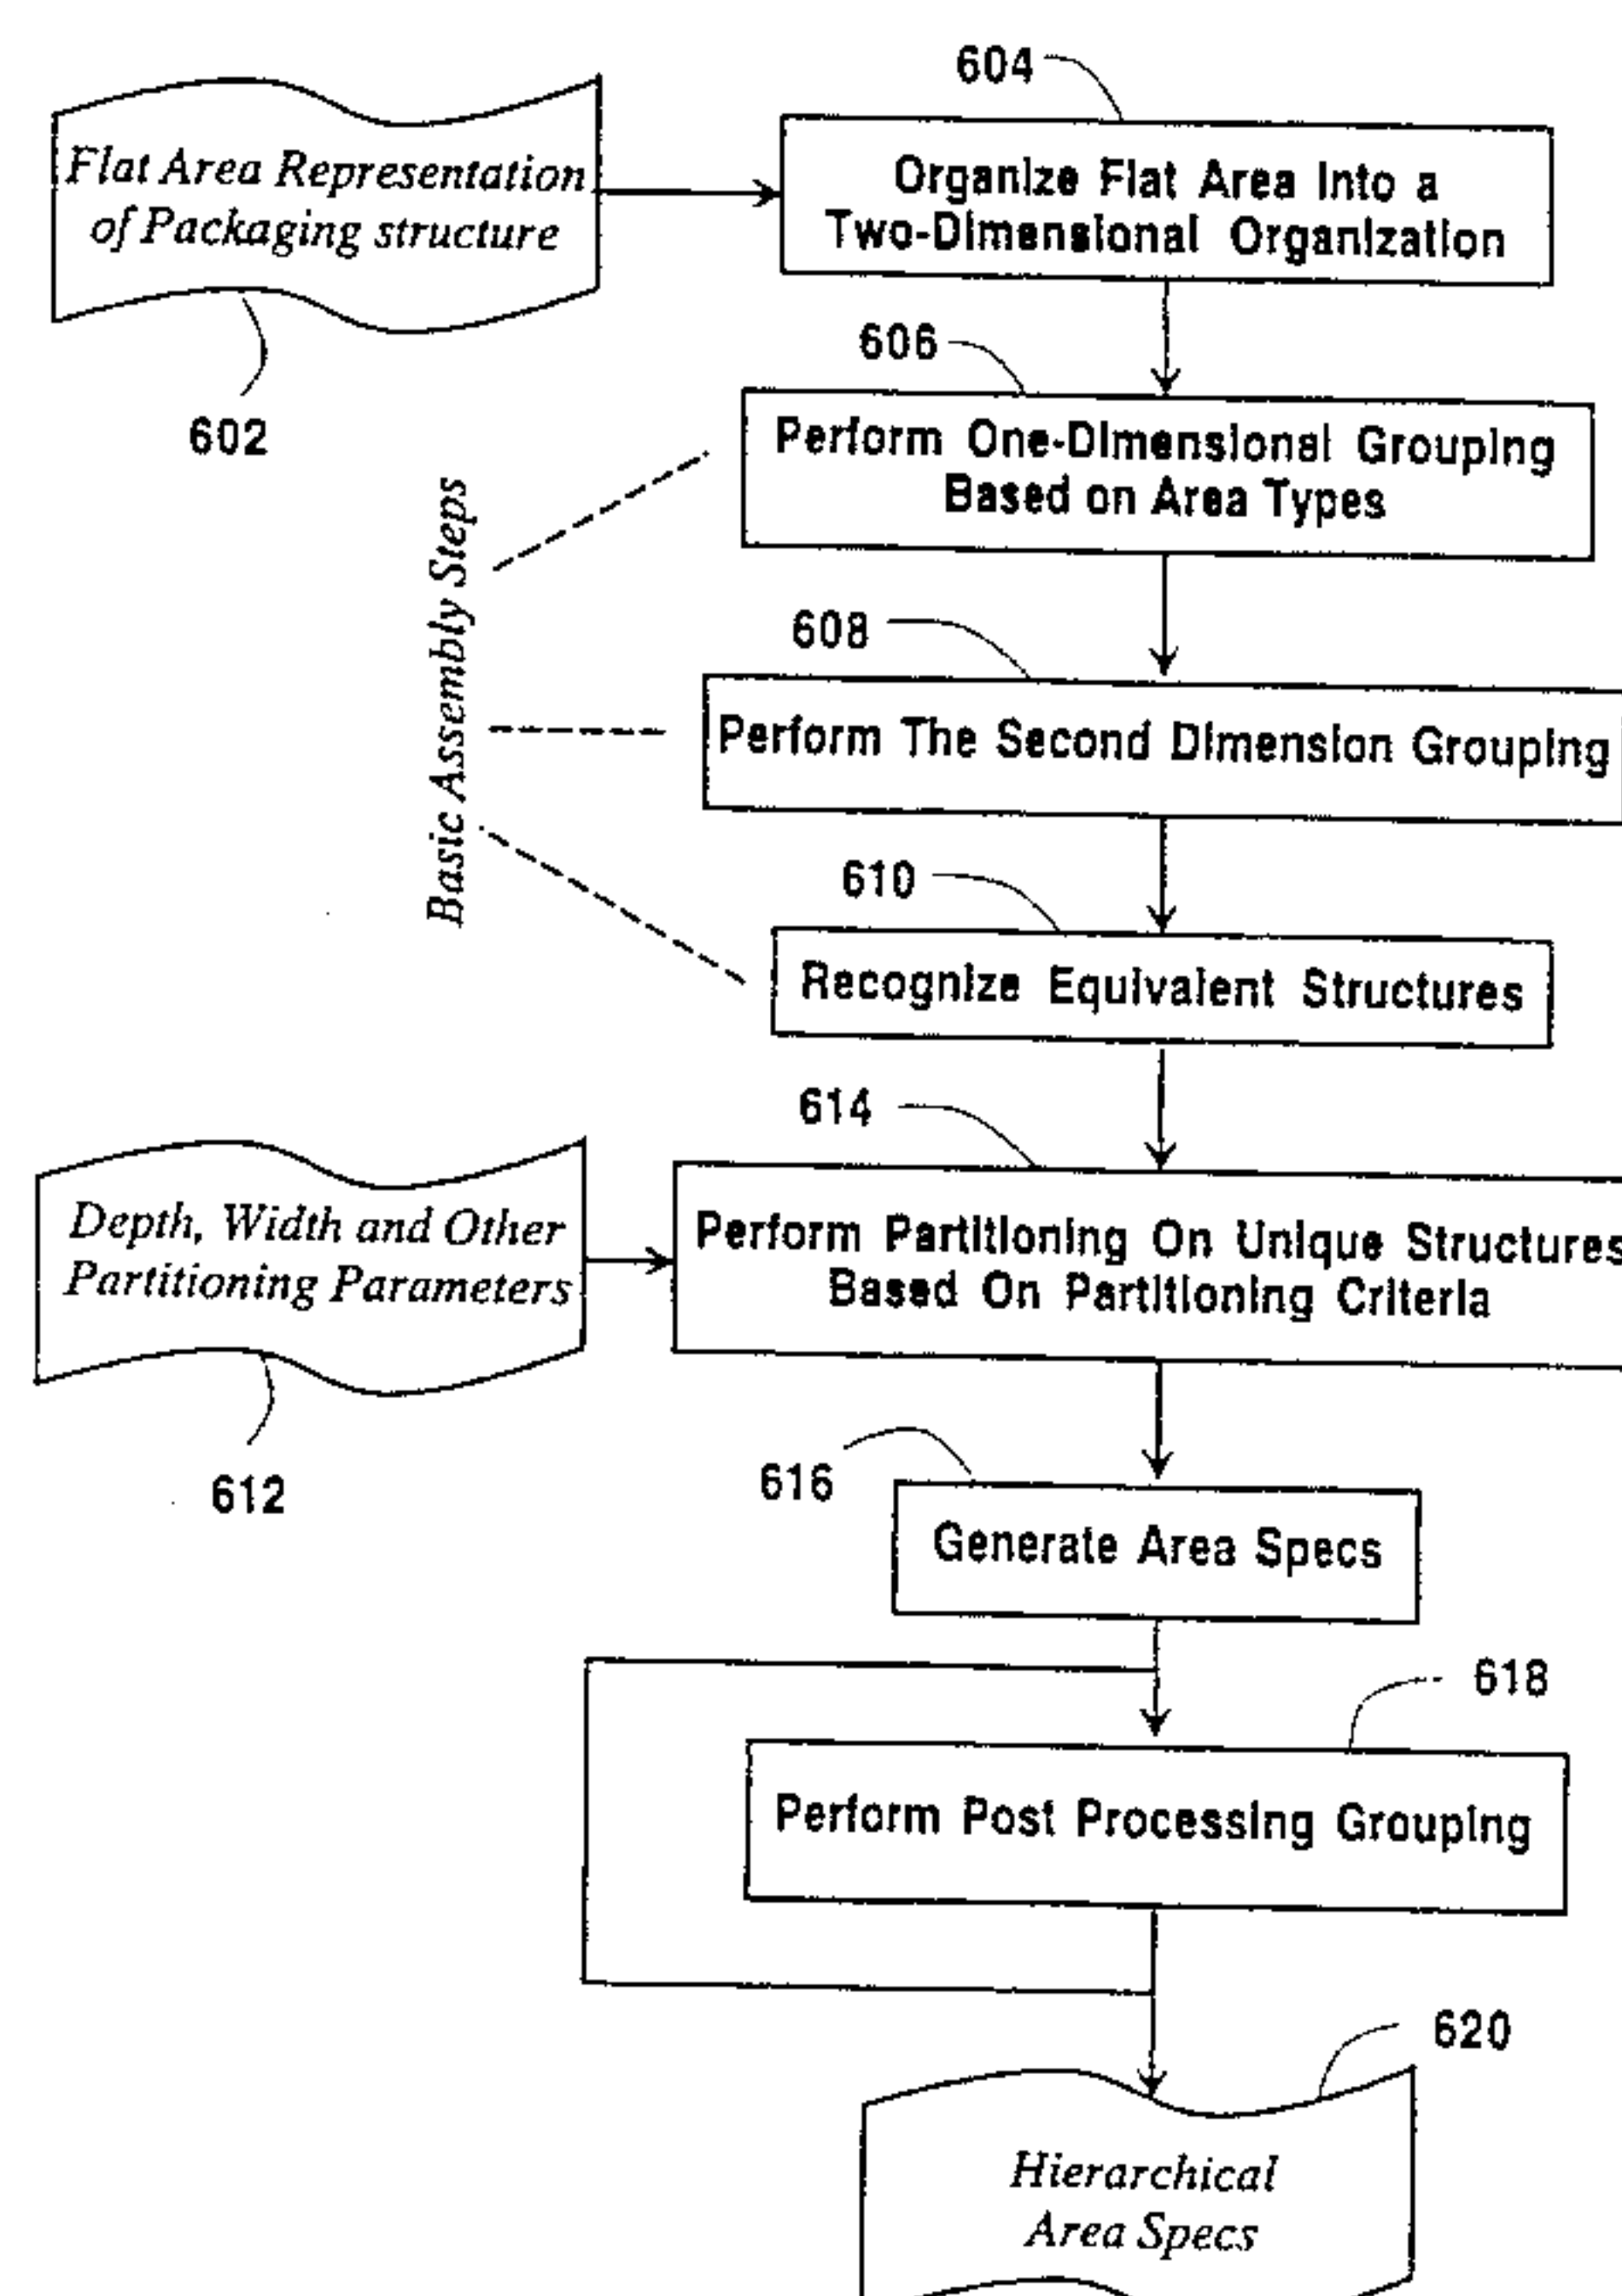 604
Flat Area Representation
of Packaging structure
Organize Flat Area Into a
Two-Dimensional Organization
602
606
Perform One-Dimensional Grouping
Based on Area Types
Basic Assembly Steps
608
Perform The Second Dimension Grouping
610
Recognize Equivalent Structures
614
Depth, Width and Other
Partitioning Parameters
Perform Partitioning On Unique Structures
Based On Partitioning Criteria
612
616
Generate Area Specs
618
Perform Post Processing Grouping
620
Hierarchical
Area Specs